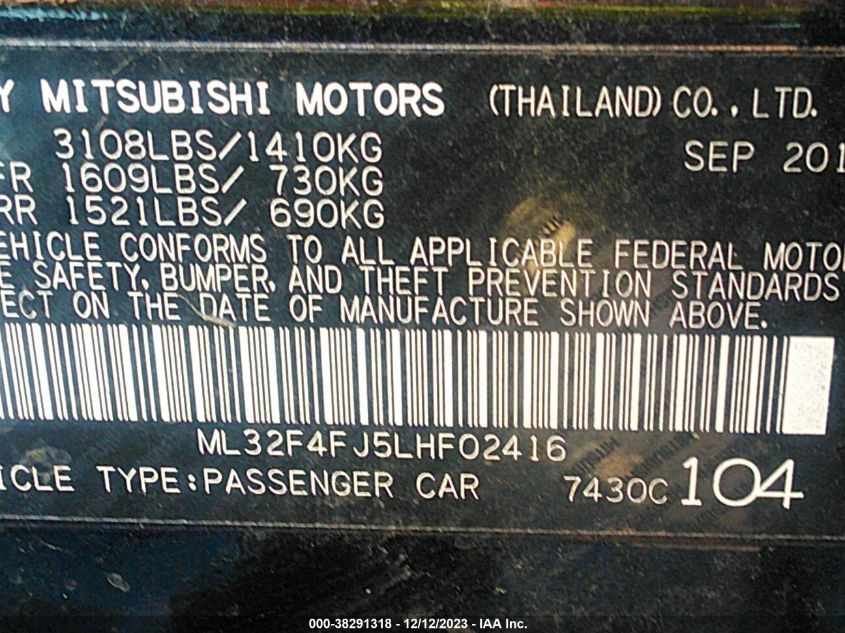 Y MITSUBISHI MOTORS (THAILAND) CO., LTD.
3108LBS/1410KG SEP 201
FR 1609LBS/ 730KG
RR 1521LBS/ 690KG
EHICLE CONFORMS TO ALL APPLICABLE FEDERAL MOTO
E SAFETY, BUMPER, AND THEFT PREVENTION STANDARDS
FECT ON THE DATE OF MANUFACTURE SHOWN ABOVE.
ML32F4FJ5LHF02416
ICLE TYPE:PASSENGER CAR 7430C 104
000-38291318 - 12/12/2023 - IAA Inc.